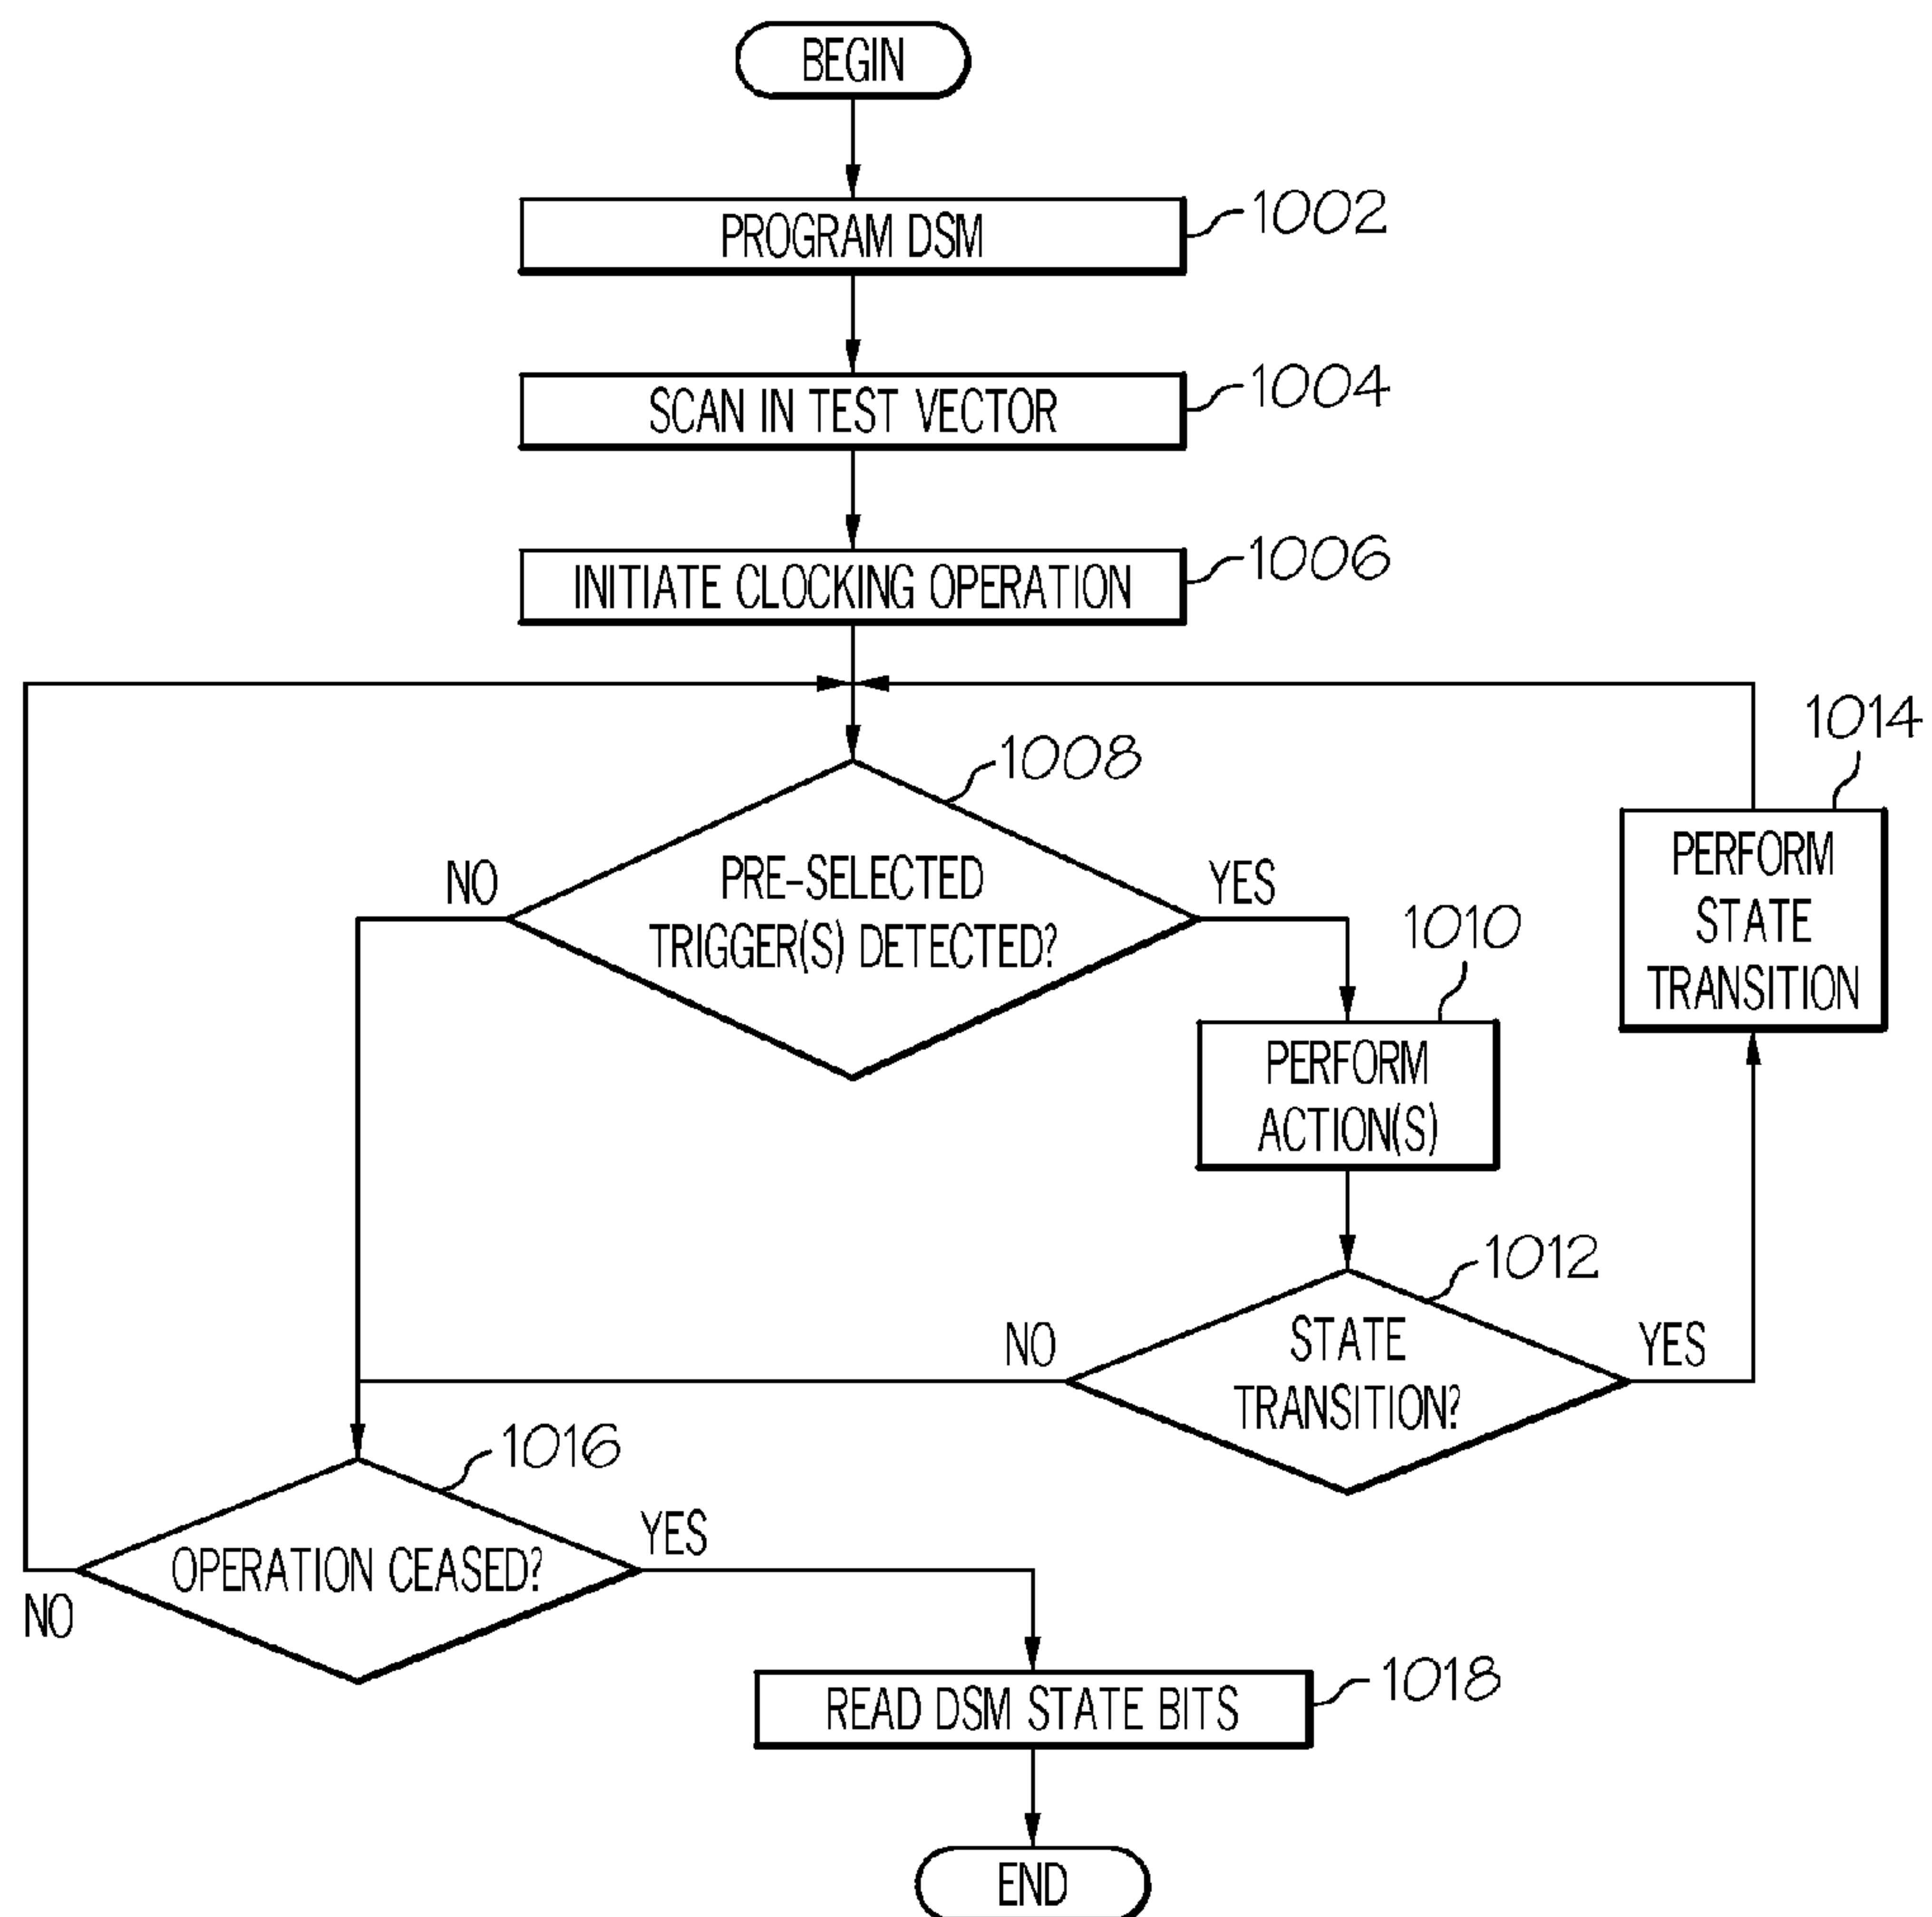 BEGIN
PROGRAM DSM
1002
SCAN IN TEST VECTOR
1004
INITIATE CLOCKING OPERATION
1006
1014
1008
PERFORM
STATE
TRANSITION
NO
PRE-SELECTED
TRIGGER(S) DETECTED?
YES
1010
PERFORM
ACTION(S)
1012
NO
STATE
TRANSITION?
YES
1016
OPERATION CEASED?
YES
NO
READ DSM STATE BITS
1018
END